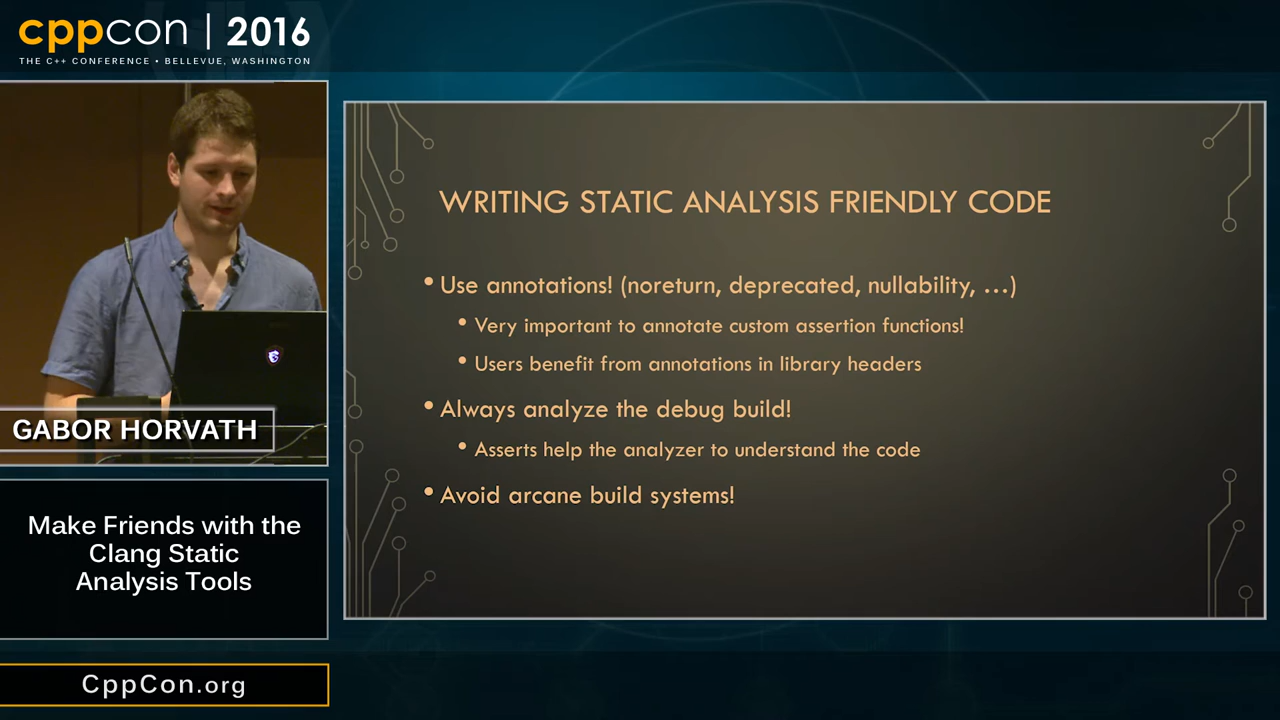 cppcon | 2016
THE C++ CONFERENCE • BELLEVUE, WASHINGTON
GABOR HORVATH
Make Friends with the
Clang Static
Analysis Tools
CppCon.org
WRITING STATIC ANALYSIS FRIENDLY CODE
• Use annotations! (noreturn, deprecated, nullability, …)
• Very important to annotate custom assertion functions!
• Users benefit from annotations in library headers
• Always analyze the debug build!
• Asserts help the analyzer to understand the code
• Avoid arcane build systems!